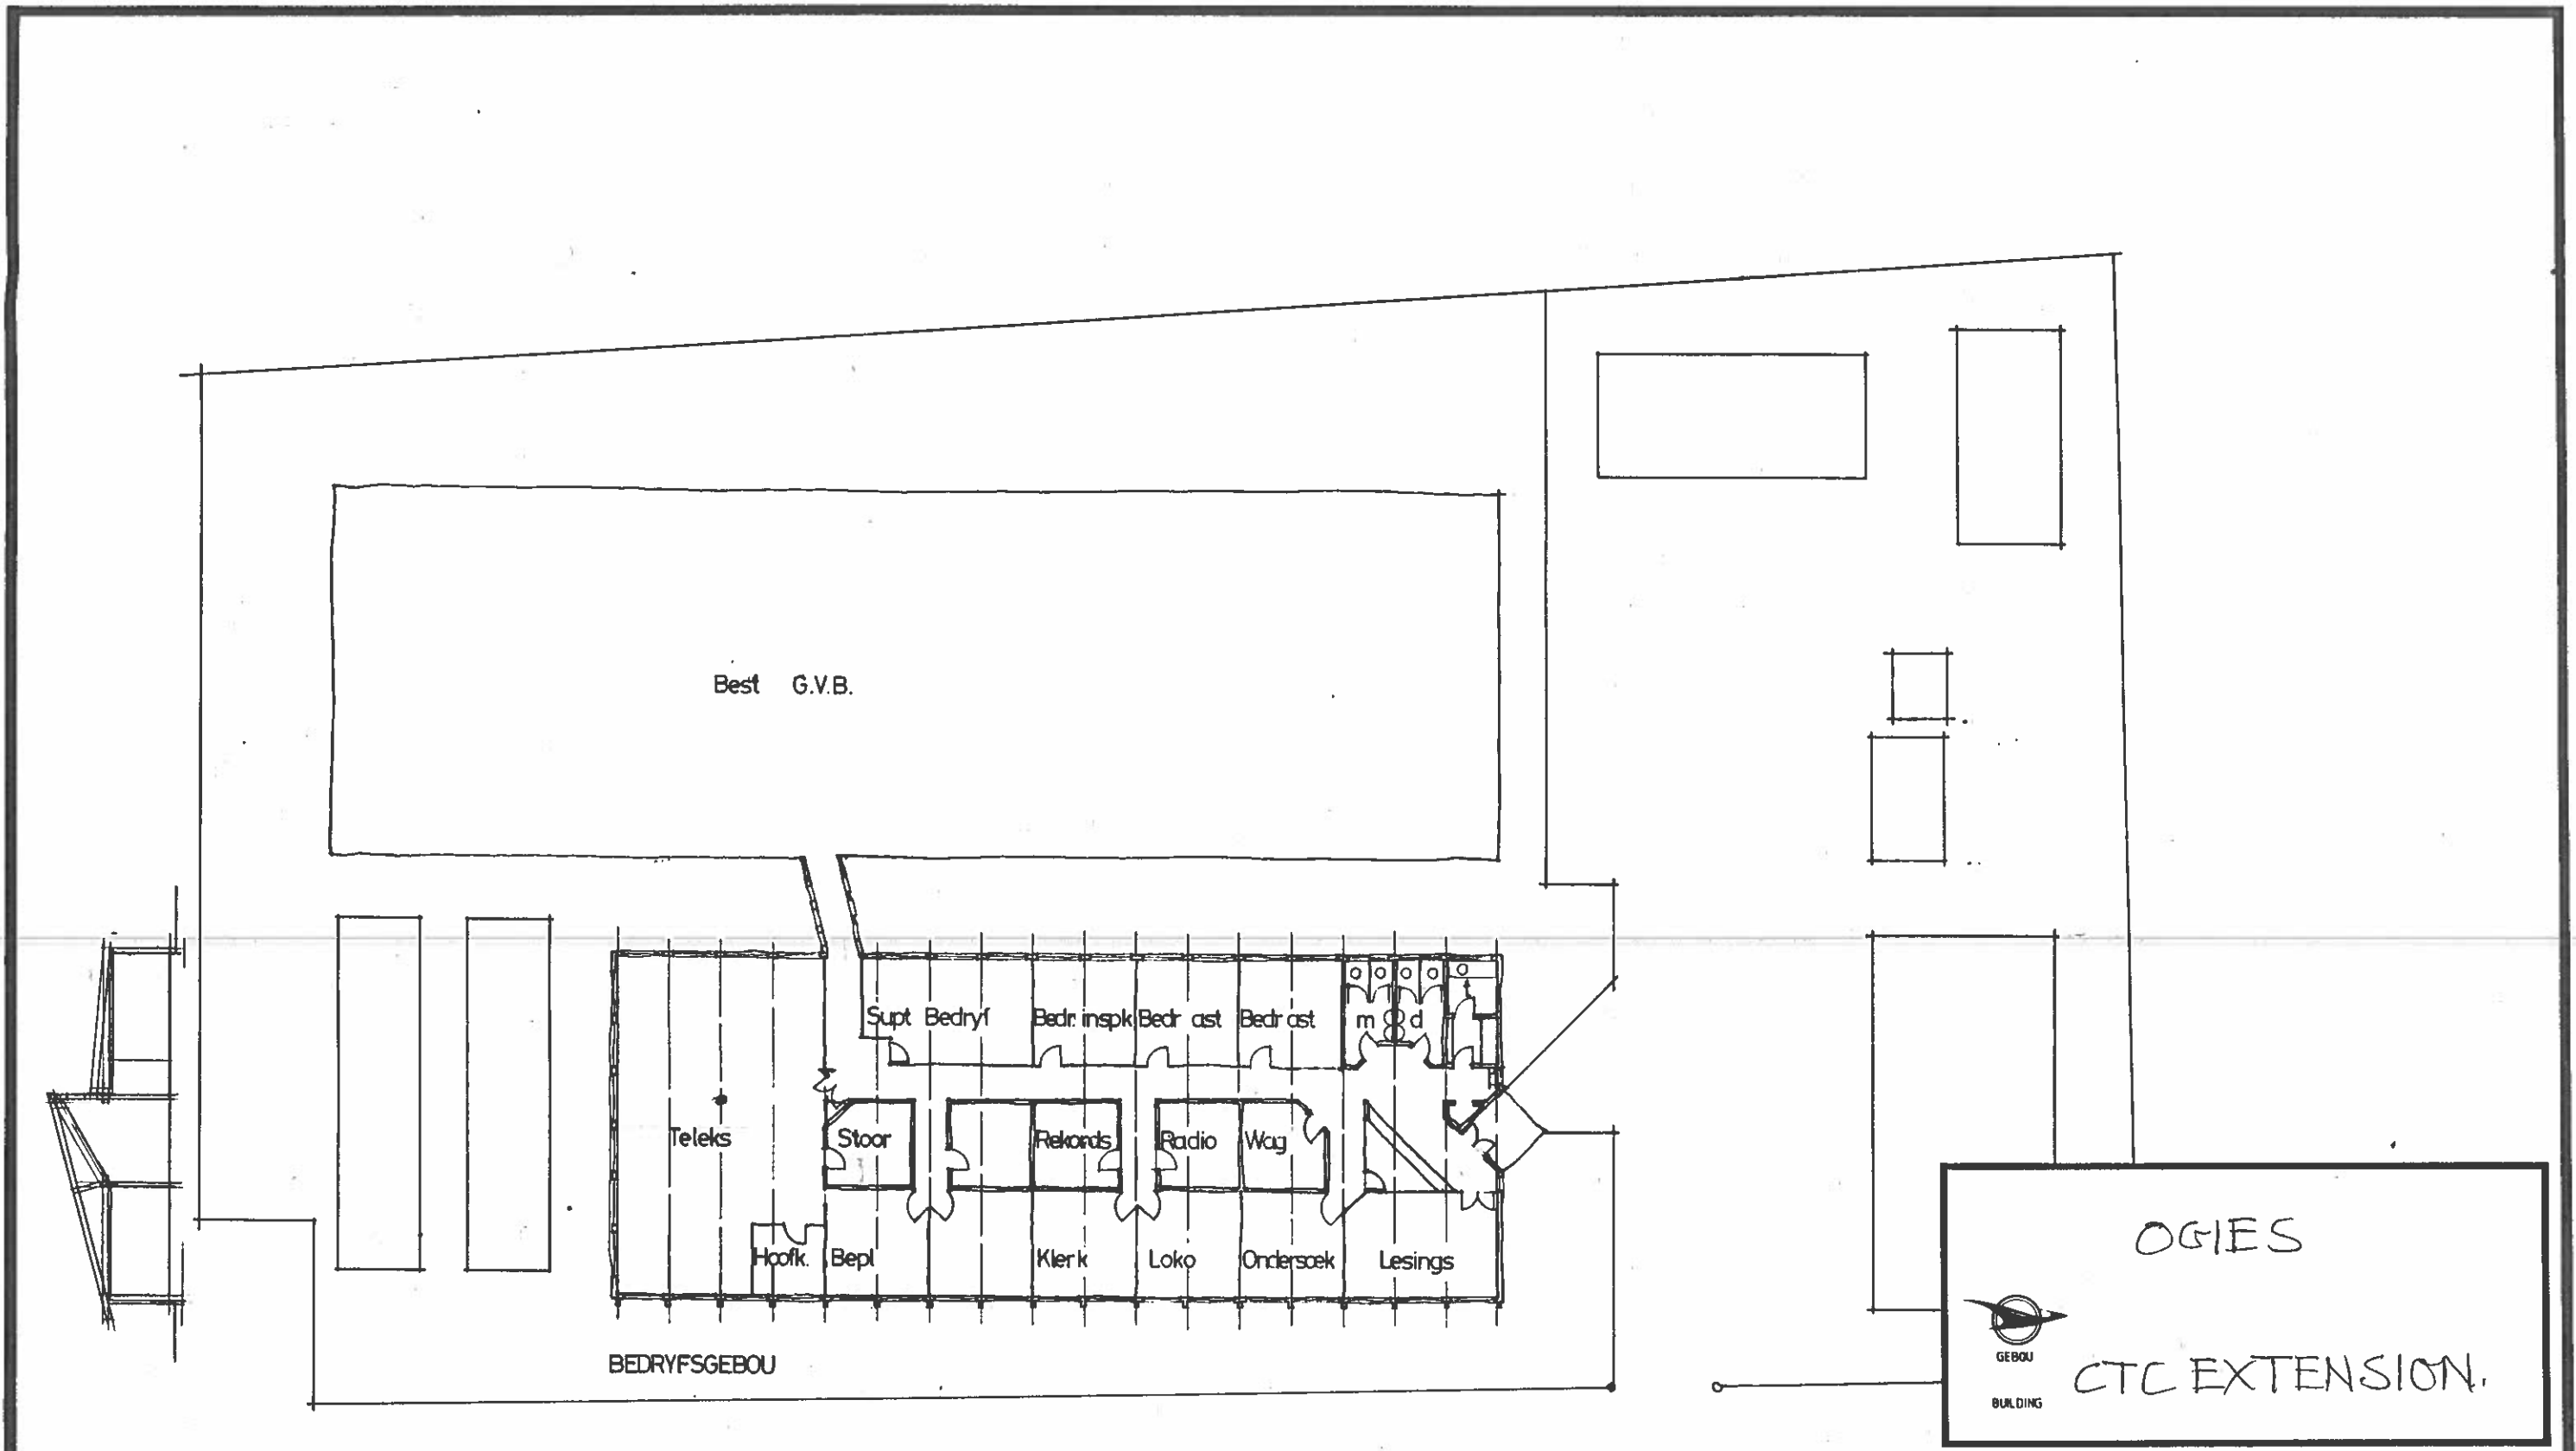 Best G.V.B.
Supt Bedryf Bedr. inspk Bedr ast Bedr ast m d
Teleks Stoor Rekords Radio Wag
Hoofk. Bepl Klerk Loko Ondersoek Lesings
BEDRYFSGEBOU
OGIES
GEBOU
CTC EXTENSION.
BUILDING